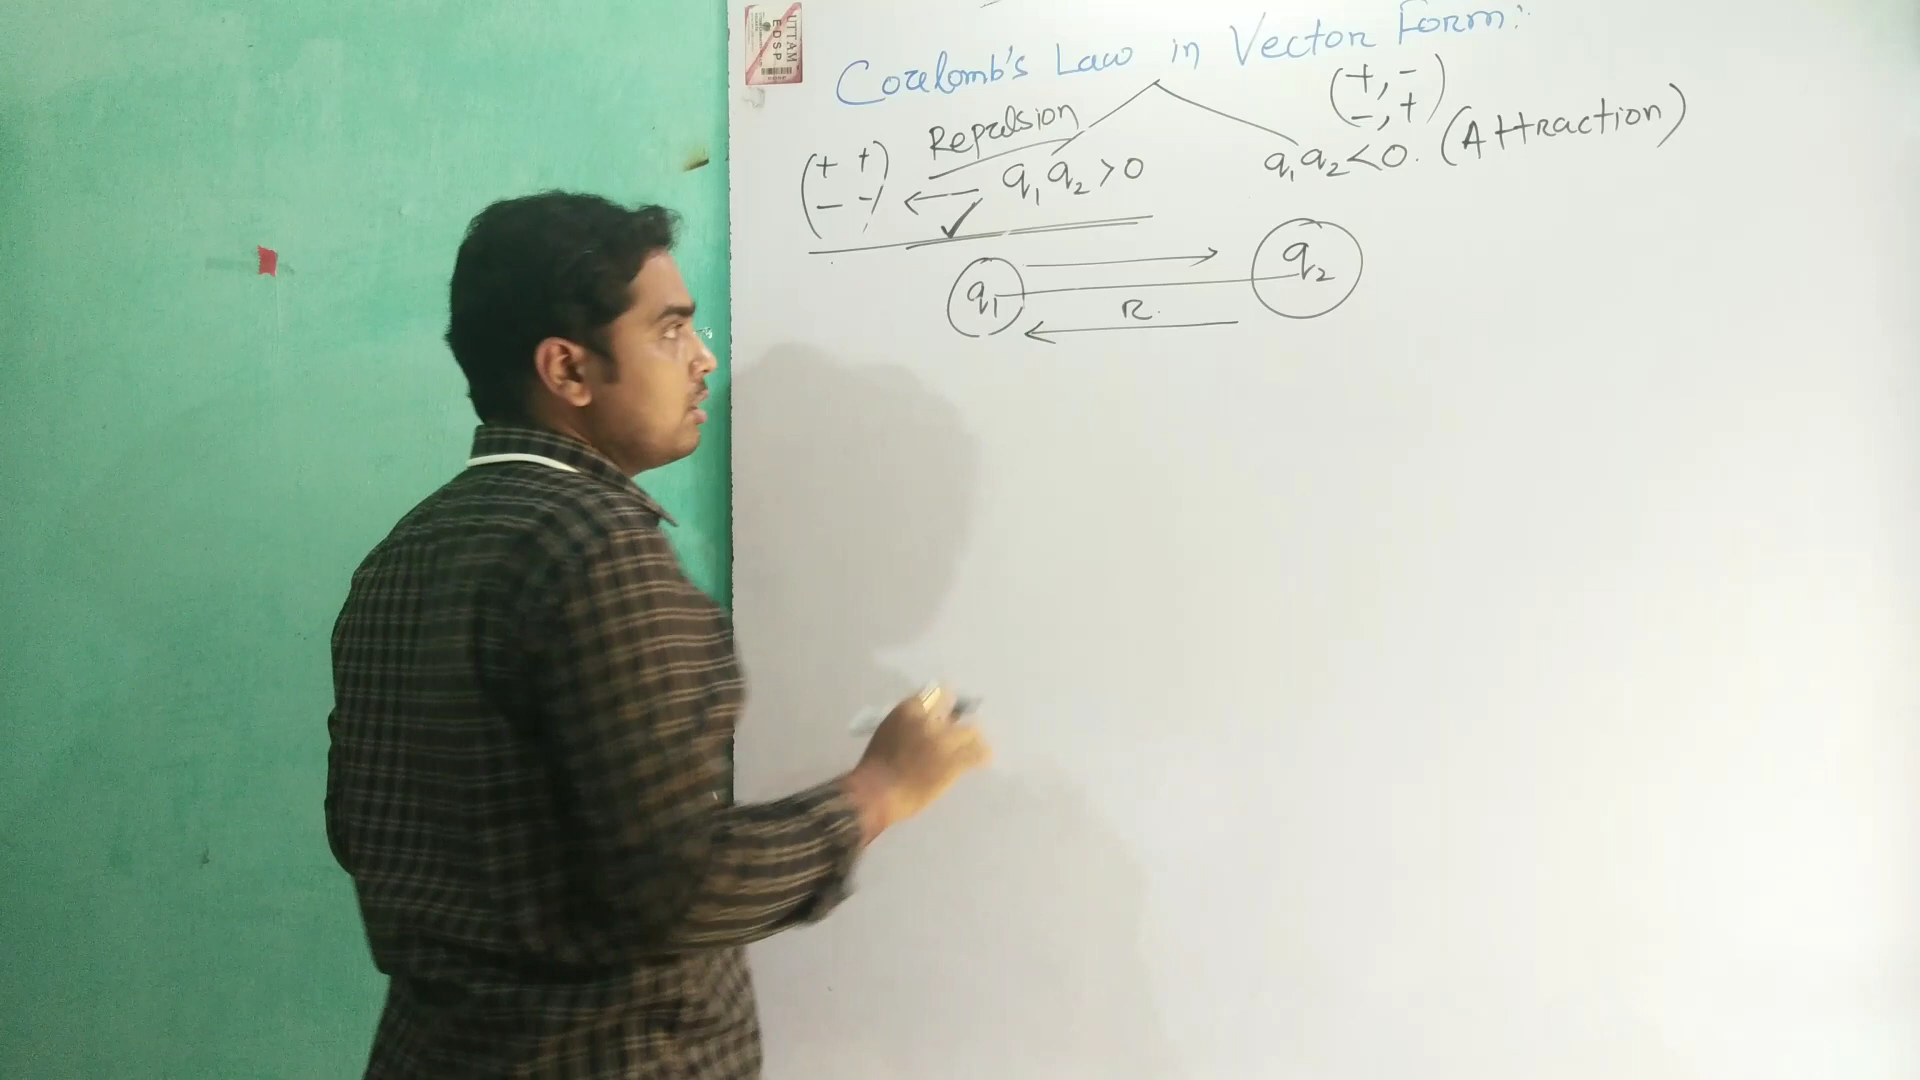 Coulomb's Law in Vector Form:
(+, -
-, +)
Repulsion
(+ +
- -)
q₁q₂>0
q₁q₂<0. (Attraction)
q₁
q₂
r.
UTTAM
EDSP